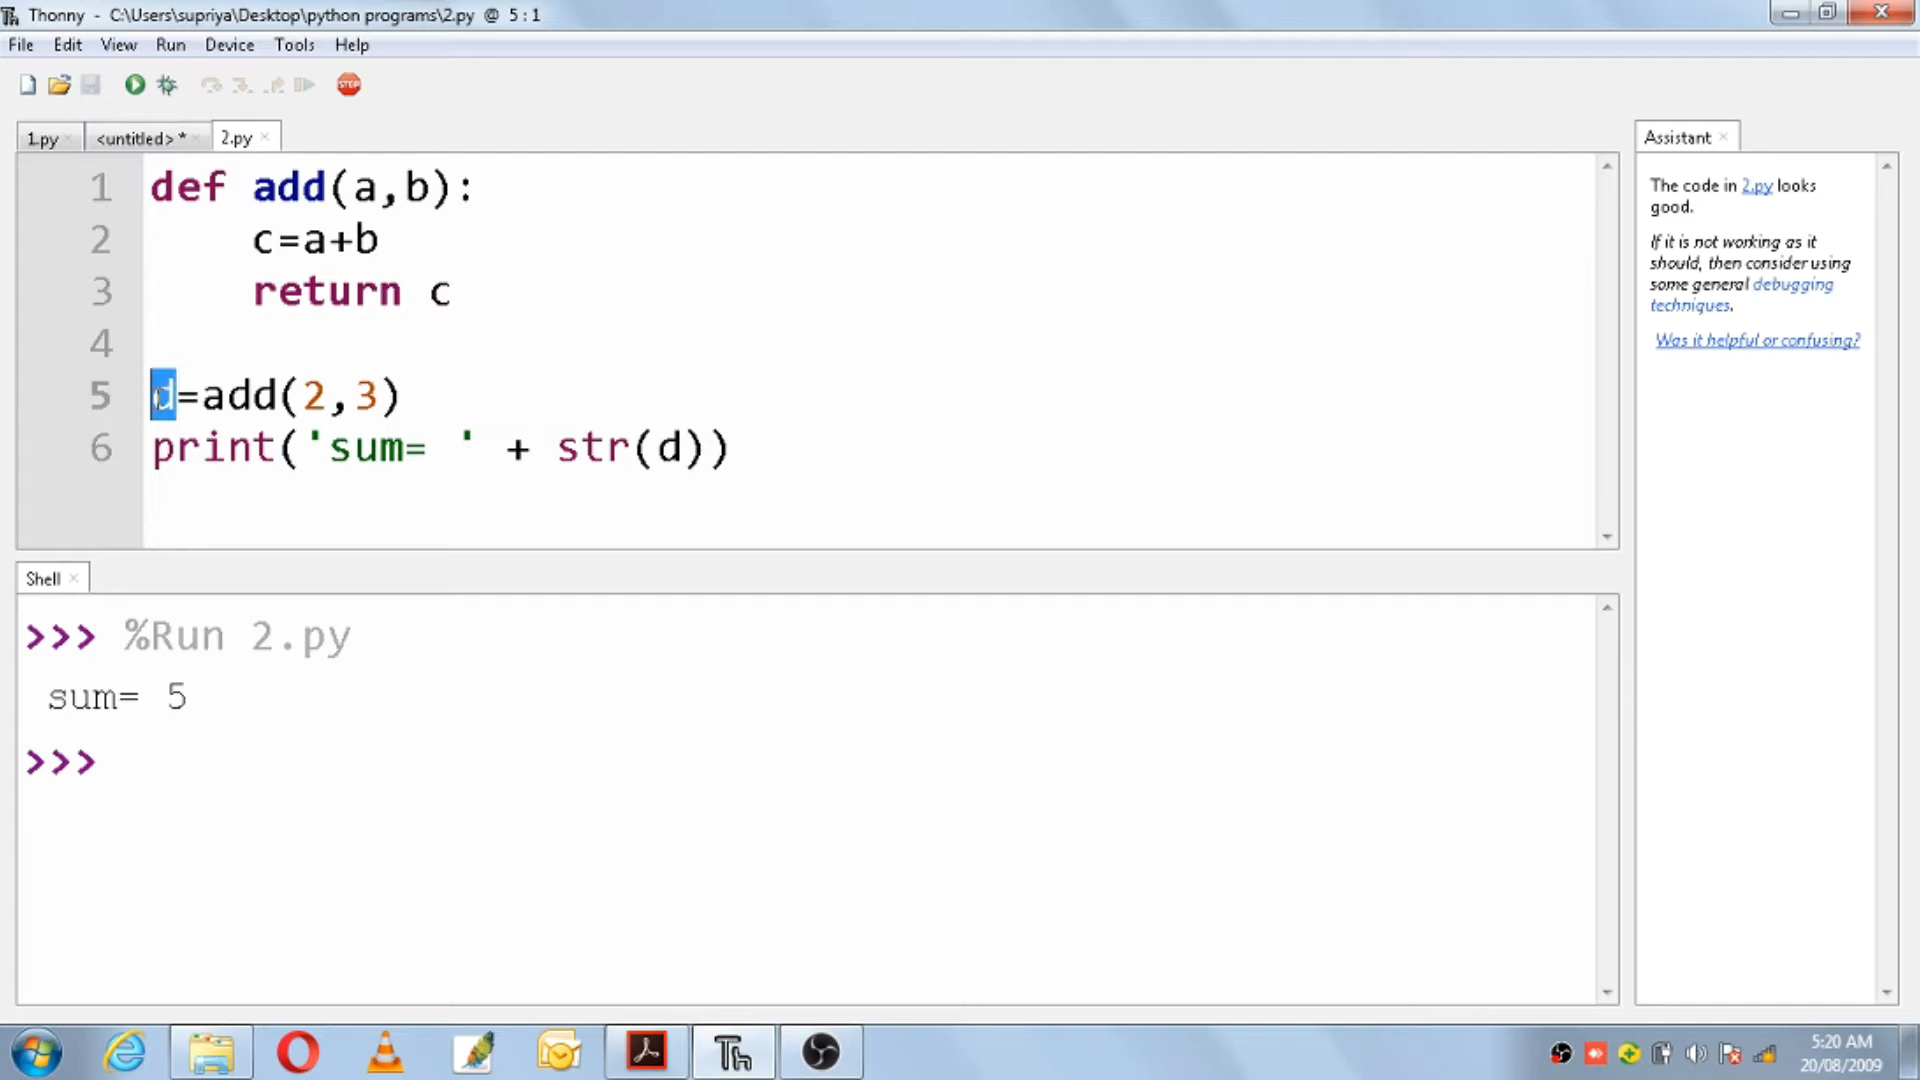 Thonny - C:\Users\supriya\Desktop\python programs\2.py @ 5 : 1
File Edit View Run Device Tools Help
STOP
1.py <untitled> * 2.py
Assistant
1 def add(a,b):
2 c=a+b
3 return c
4
5 d=add(2,3)
6 print('sum= ' + str(d))
The code in 2.py looks
good.
If it is not working as it
should, then consider using
some general debugging
techniques.
Was it helpful or confusing?
Shell
>>> %Run 2.py
sum= 5
>>>
Th
5:20 AM
20/08/2009